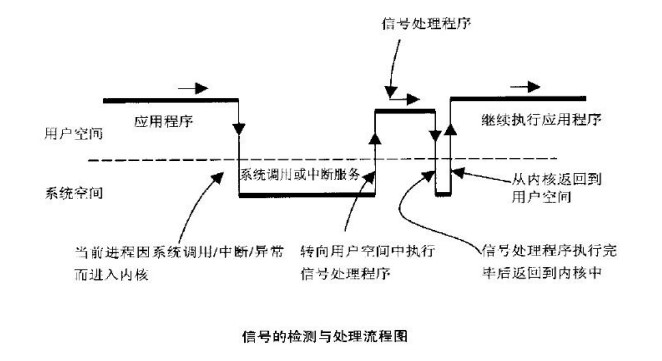 信号处理程序
应用程序
继续执行应用程序
用户空间
系统空间
系统调用或中断服务
从内核返回到
用户空间
当前进程因系统调用/中断/异常
而进入内核
转向用户空间中执行
信号处理程序
信号处理程序执行完
毕后返回到内核中
信号的检测与处理流程图